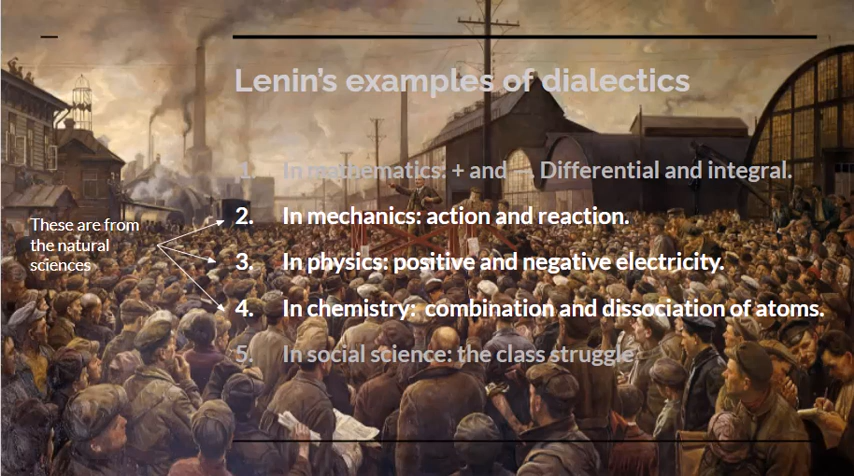 Lenin's examples of dialectics
1. In mathematics: + and —. Differential and integral.
2. In mechanics: action and reaction.
These are from
the natural
sciences
3. In physics: positive and negative electricity.
4. In chemistry: combination and dissociation of atoms.
5. In social science: the class struggle